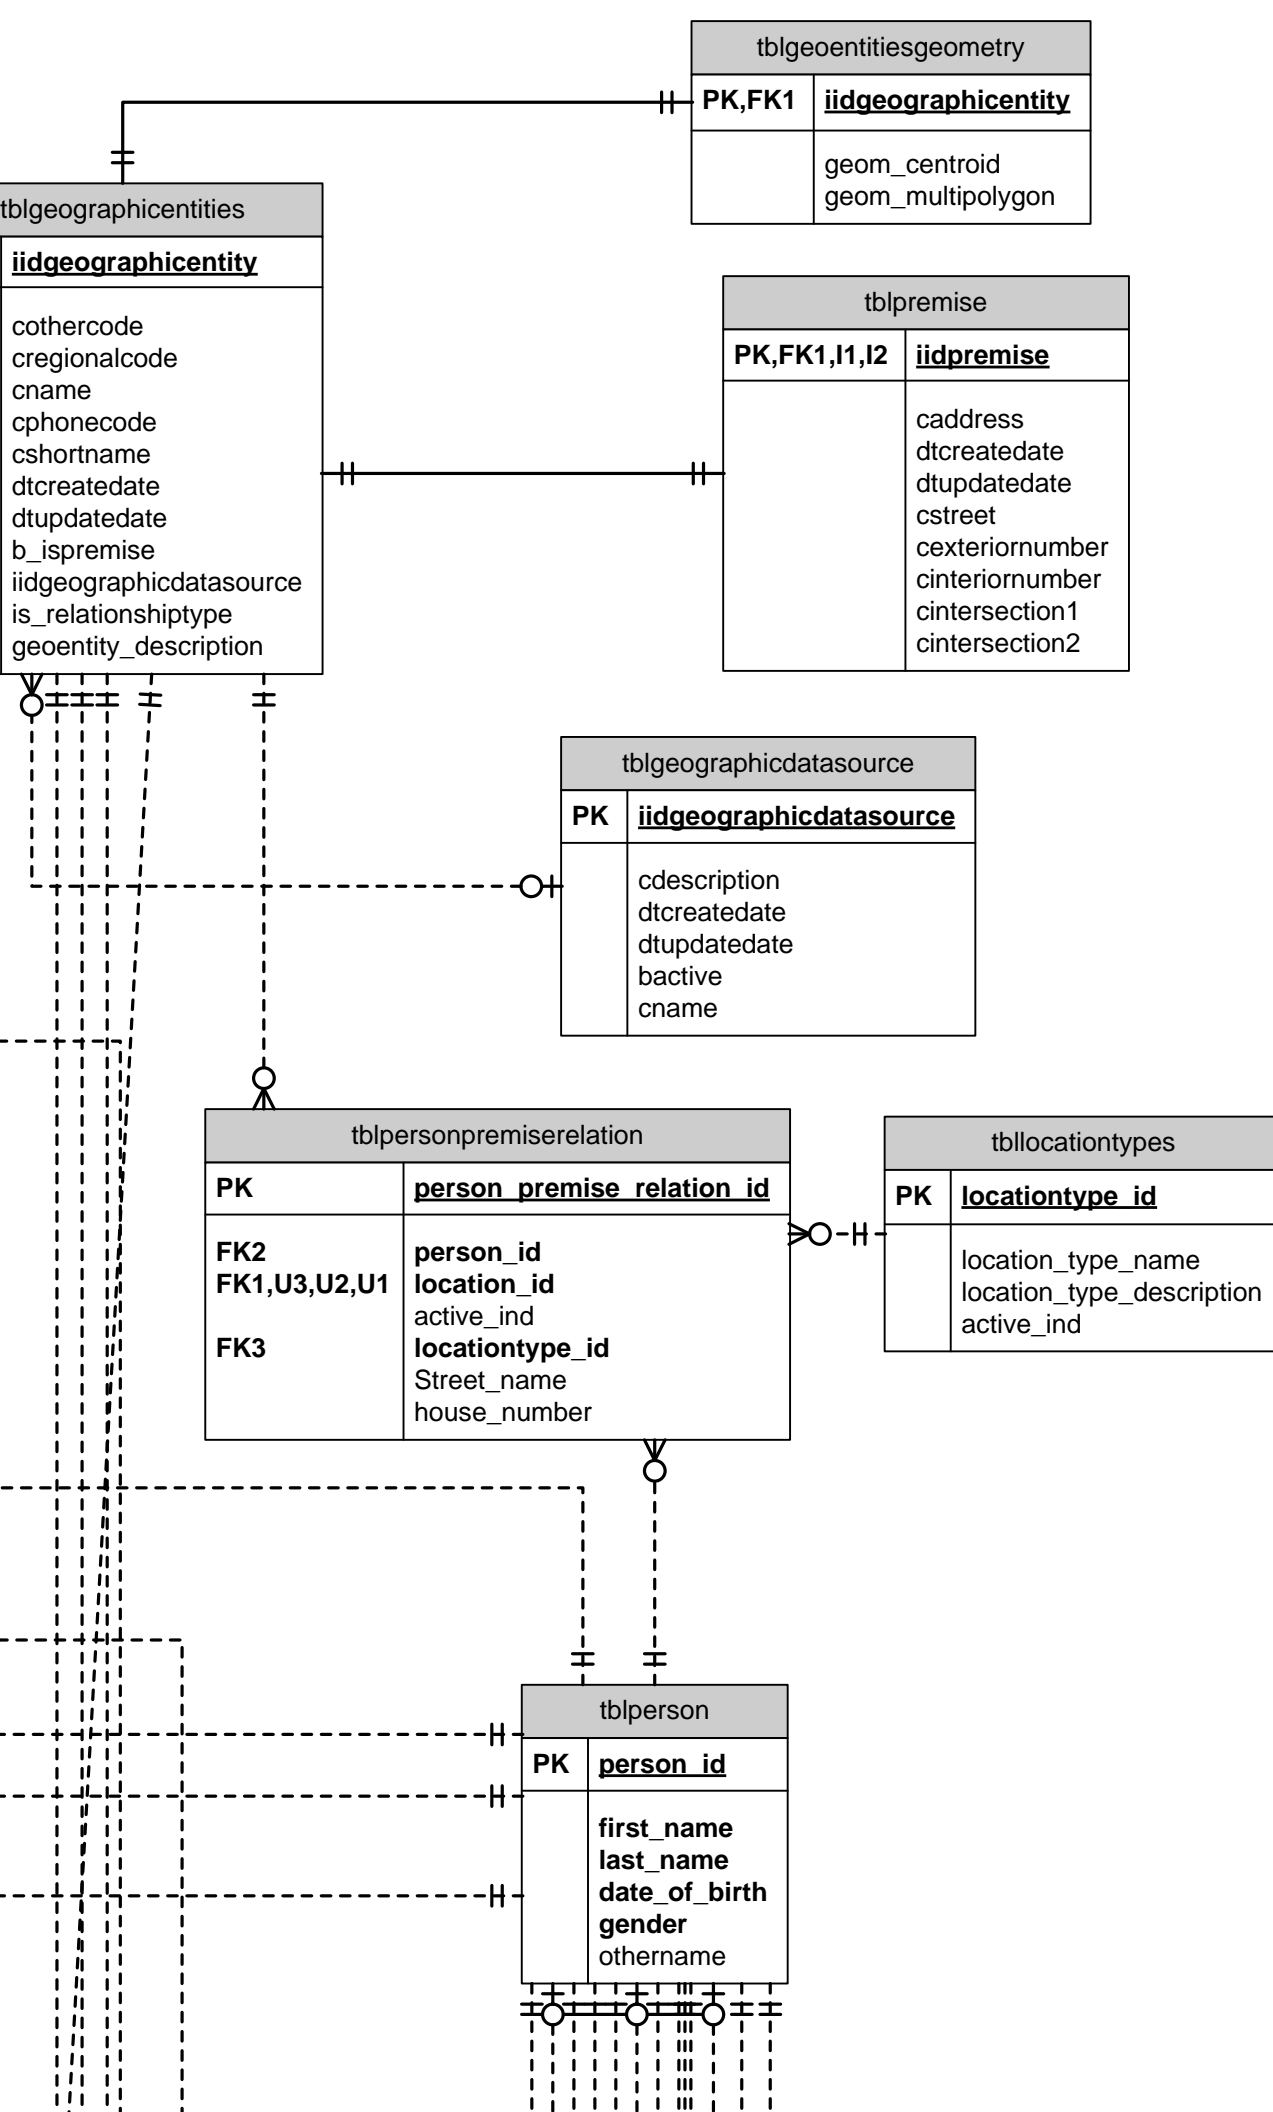 tblgeoentitiesgeometry
PK,FK1 iidgeographicentity
geom_centroid
geom_multipolygon
tblgeographicentities
iidgeographicentity
cothercode
cregionalcode
cname
cphonecode
cshortname
dtcreatedate
dtupdatedate
b_ispremise
iidgeographicdatasource
is_relationshiptype
geoentity_description
tblpremise
PK,FK1,I1,I2 iidpremise
caddress
dtcreatedate
dtupdatedate
cstreet
cexteriornumber
cinteriornumber
cintersection1
cintersection2
tblgeographicdatasource
PK iidgeographicdatasource
cdescription
dtcreatedate
dtupdatedate
bactive
cname
tblpersonpremiserelation
PK person_premise_relation_id
FK2 person_id
FK1,U3,U2,U1 location_id
active_ind
FK3 locationtype_id
Street_name
house_number
tbllocationtypes
PK locationtype_id
location_type_name
location_type_description
active_ind
tblperson
PK person_id
first_name
last_name
date_of_birth
gender
othername